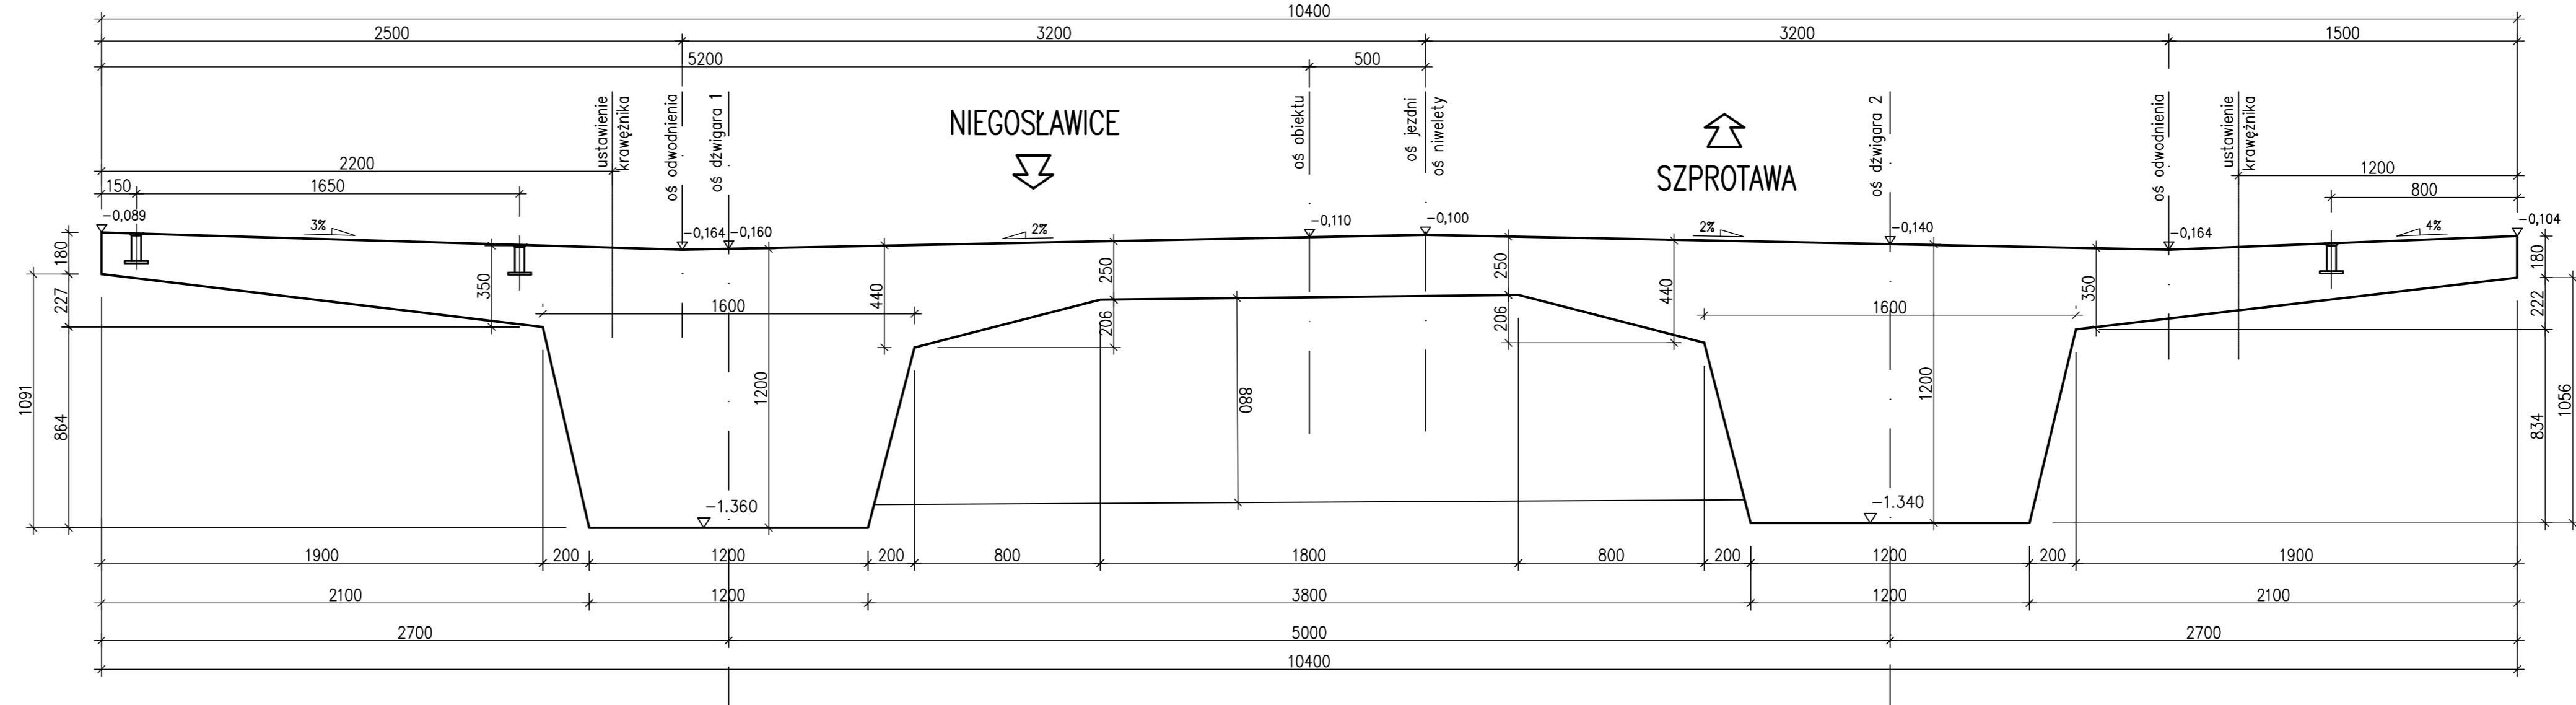 10400
2500 3200 3200 1500
5200 500
ustawienie
krawężnika
oś odwodnienia
oś dźwigara 1
NIEGOSŁAWICE
oś obiektu
oś jezdni
oś niwelety
SZPROTAWA
oś dźwigara 2
oś odwodnienia
ustawienie
krawężnika
2200 1200
150 1650 800
-0,089 3% -0,164 -0,160 2% -0,110 -0,100 2% -0,140 -0,164 4% -0,104
180 350 440 250 250 440 350 180
227 1600 206 206 1600 222
1091 864 1200 880 1200 834 1056
-1.360 -1.340
1900 200 1200 200 800 1800 800 200 1200 200 1900
2100 1200 3800 1200 2100
2700 5000 2700
10400